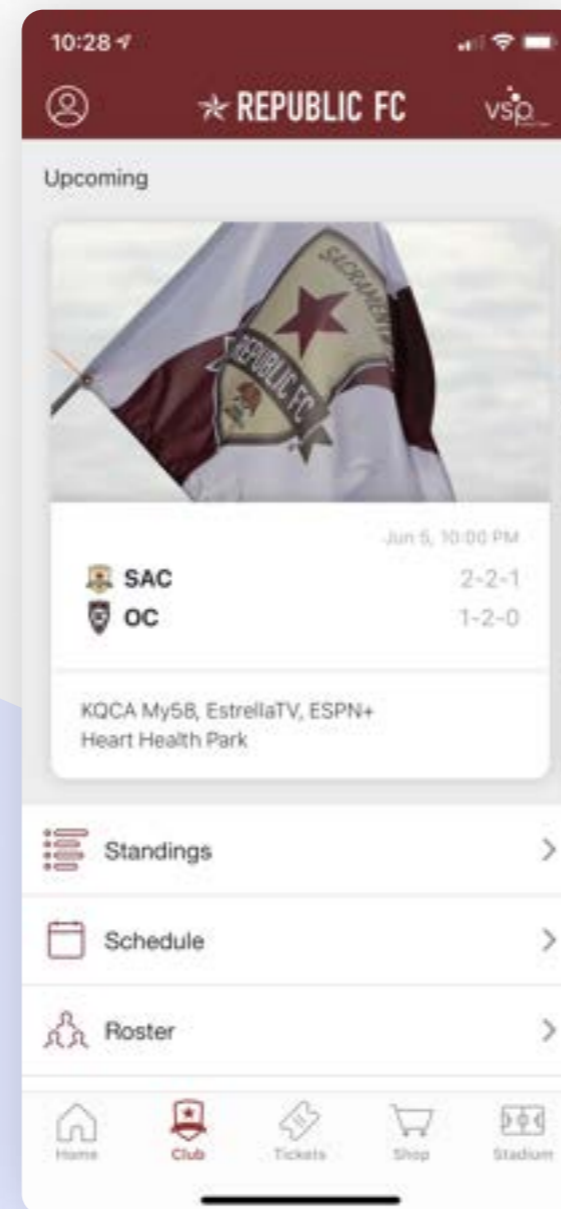 10:28
REPUBLIC FC
vsp
Upcoming
SACRAMENTO
REPUBLIC FC
Jun 5, 10:00 PM
SAC 2-2-1
OC 1-2-0
KQCA My58, EstrellaTV, ESPN+
Heart Health Park
Standings
Schedule
Roster
Home Club Tickets Shop Stadium